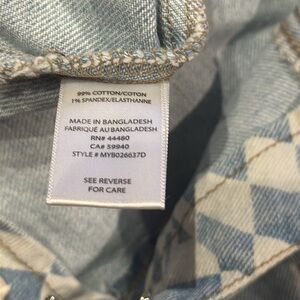 99% COTTON/COTON
1% SPANDEX/ELASTHANNE
MADE IN BANGLADESH
FABRIQUÉ AU BANGLADESH
RN# 44480
CA# 59940
STYLE # MYB026637D
SEE REVERSE
FOR CARE